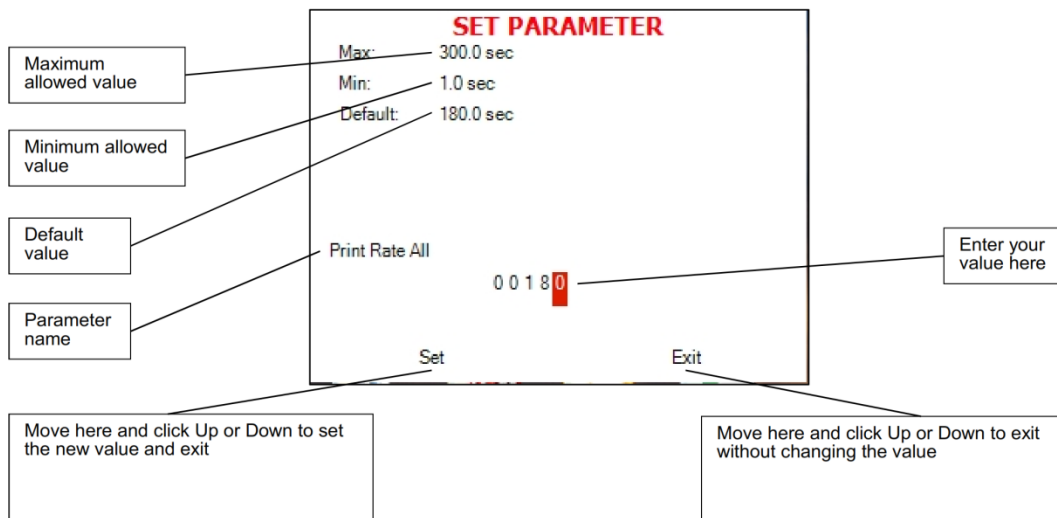 SET PARAMETER
Max: 300.0 sec
Min: 1.0 sec
Default: 180.0 sec
Maximum
allowed value
Minimum allowed
value
Default
value
Parameter
name
Print Rate All
0 0 1 8 0
Enter your
value here
Set
Exit
Move here and click Up or Down to set
the new value and exit
Move here and click Up or Down to exit
without changing the value